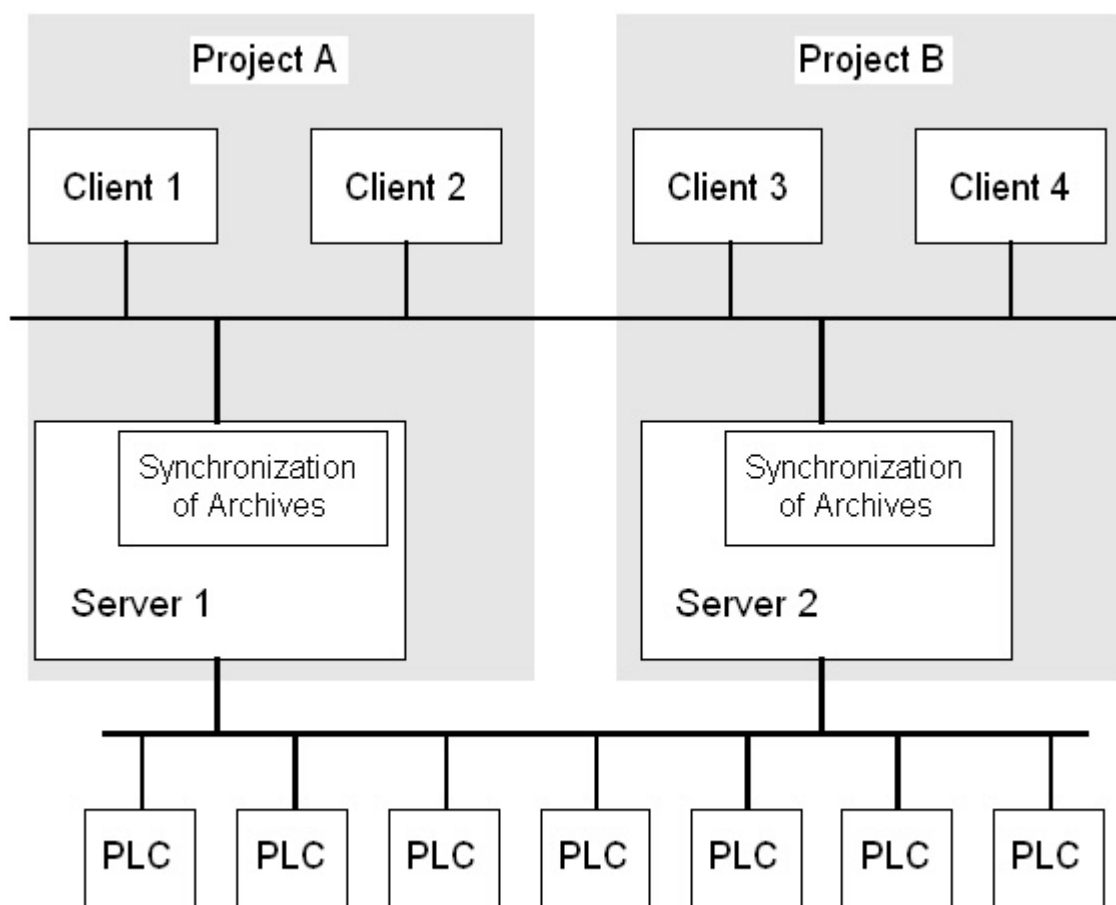 Project A
Project B
Client 1
Client 2
Client 3
Client 4
Synchronization
of Archives
Server 1
Synchronization
of Archives
Server 2
PLC
PLC
PLC
PLC
PLC
PLC
PLC